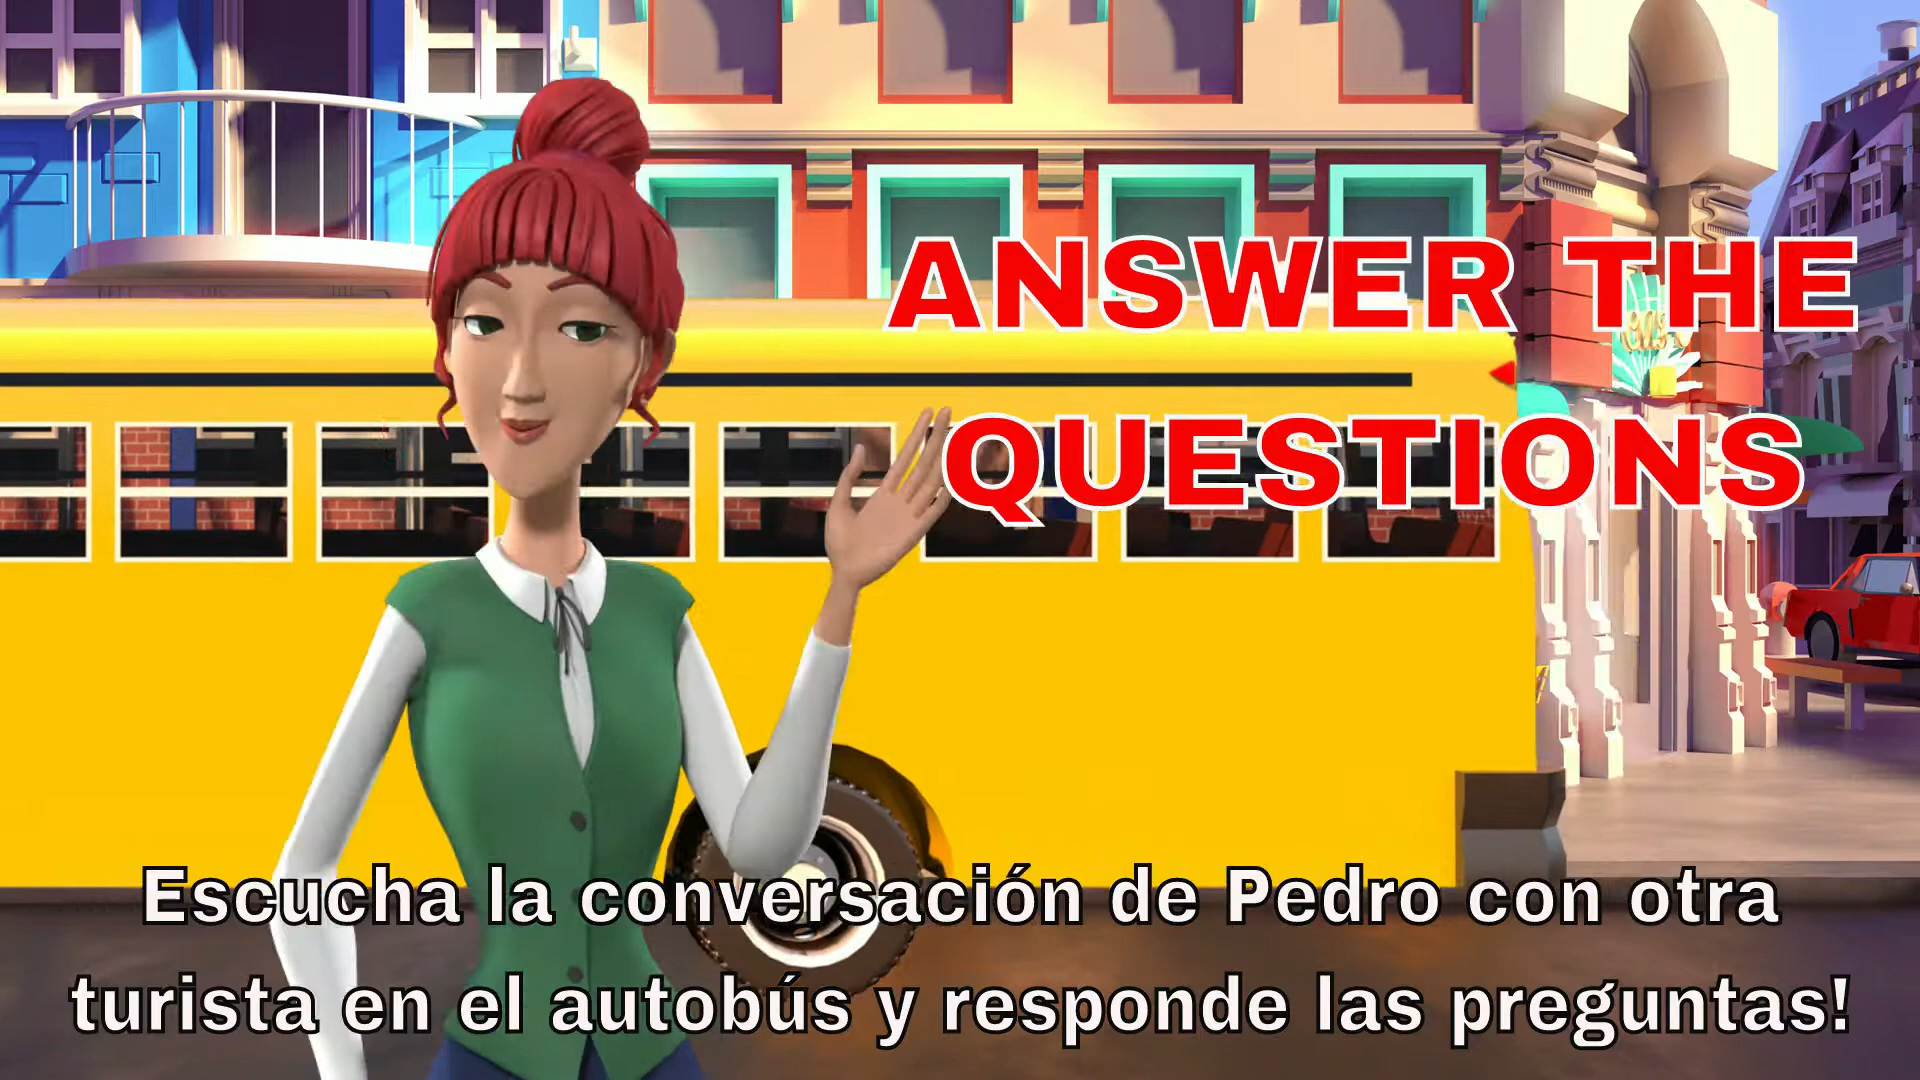 ANSWER THE
QUESTIONS
Escucha la conversación de Pedro con otra
turista en el autobús y responde las preguntas!